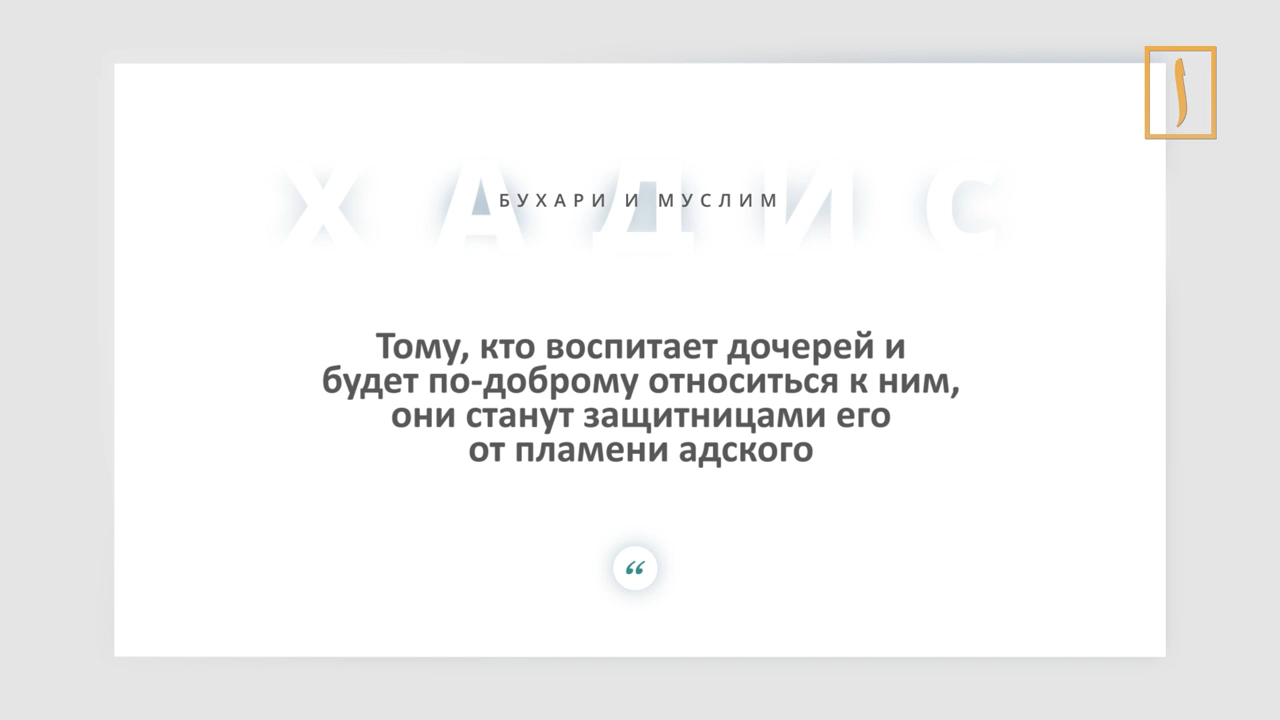 ХАДИС
БУХАРИ И МУСЛИМ
Тому, кто воспитает дочерей и
будет по-доброму относиться к ним,
они станут защитницами его
от пламени адского
“